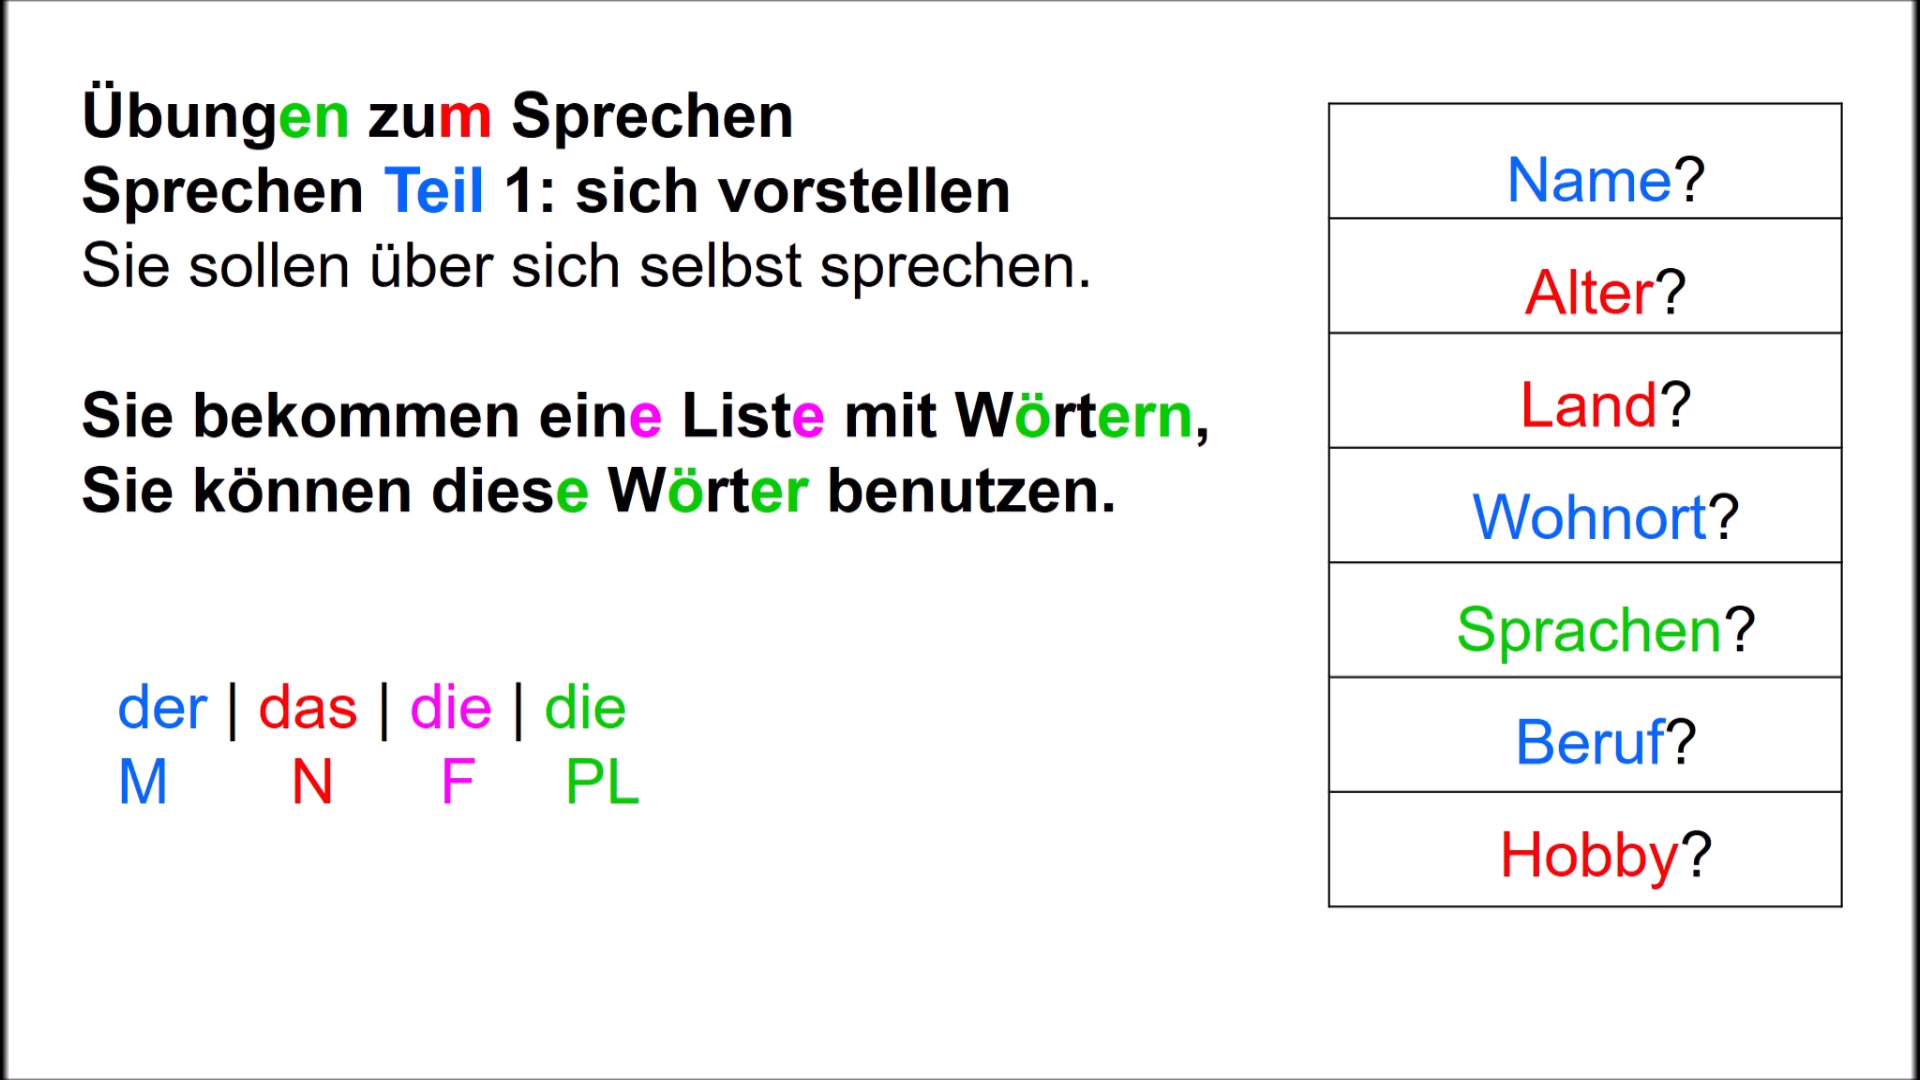 Übungen zum Sprechen
Sprechen Teil 1: sich vorstellen
Sie sollen über sich selbst sprechen.
Sie bekommen eine Liste mit Wörtern,
Sie können diese Wörter benutzen.
der | das | die | die
M N F PL
Name?
Alter?
Land?
Wohnort?
Sprachen?
Beruf?
Hobby?